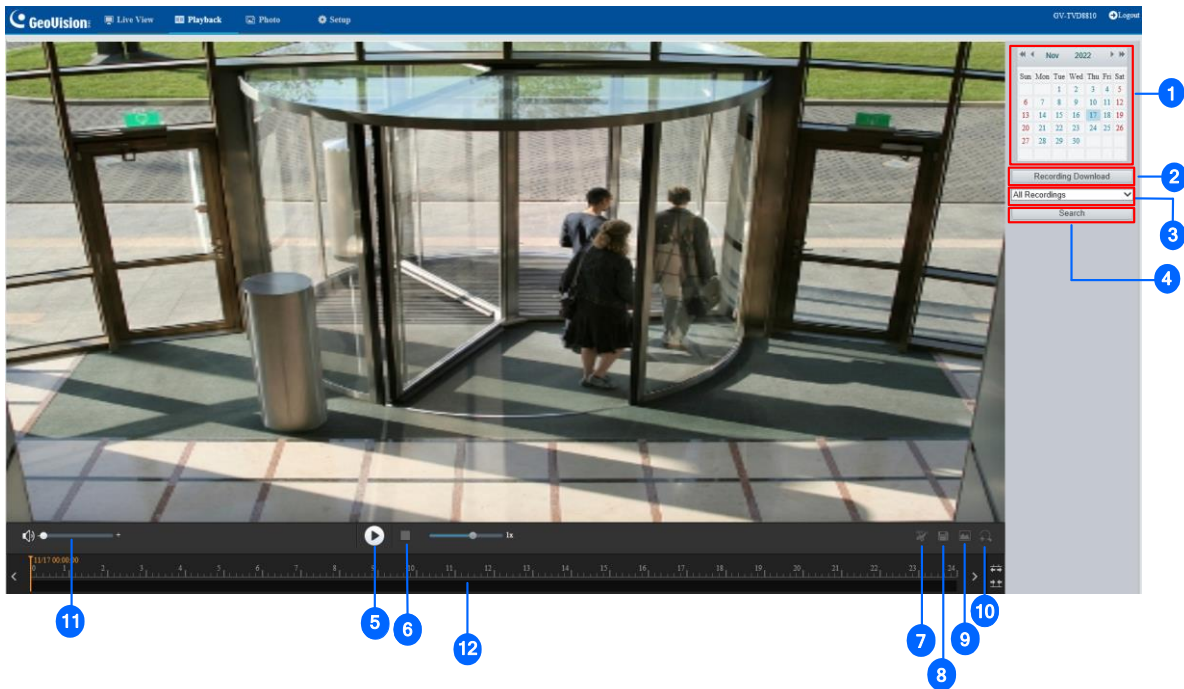 GeoVision: Live View Playback Photo Setup GV-TVD8810 Logout
Nov 2022
Sun Mon Tue Wed Thu Fri Sat
1 2 3 4 5
6 7 8 9 10 11 12
13 14 15 16 17 18 19
20 21 22 23 24 25 26
27 28 29 30
1
Recording Download
2
All Recordings
3
Search
4
1x
11/17 00:00:00
0 1 2 3 4 5 6 7 8 9 10 11 12 13 14 15 16 17 18 19 20 21 22 23 24
11
5
6
12
7
8
9
10